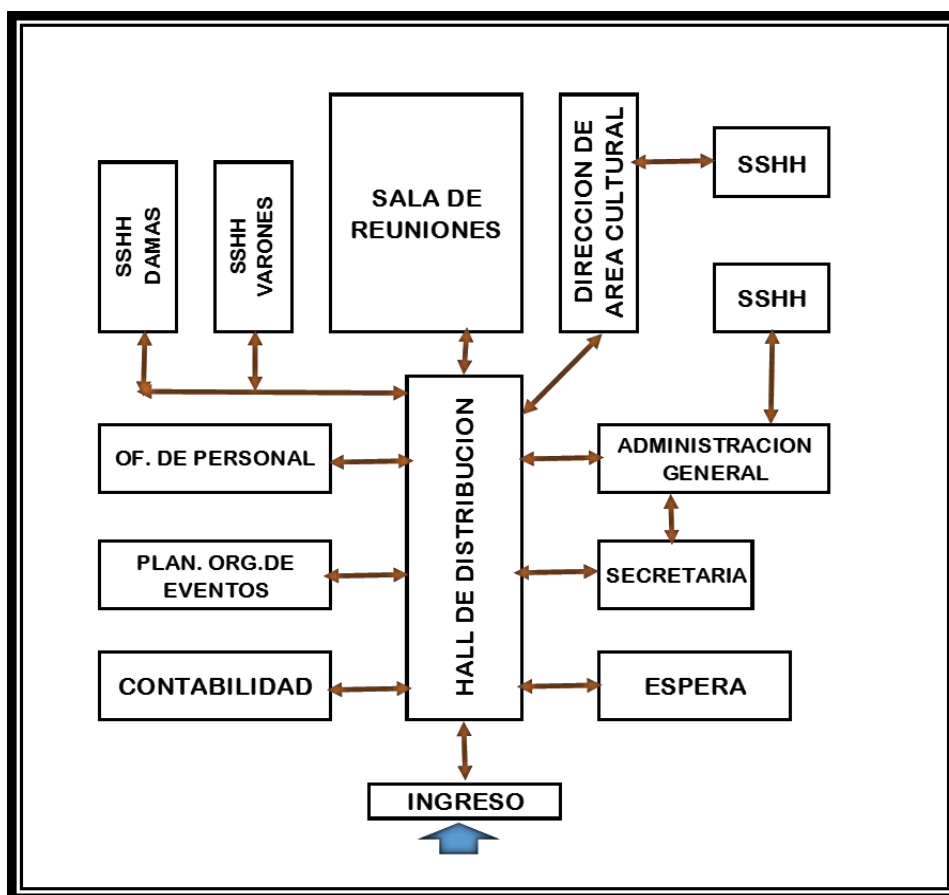 SSHH
DAMAS
SSHH
VARONES
SALA DE
REUNIONES
DIRECCION DE
AREA CULTURAL
SSHH
SSHH
OF. DE PERSONAL
HALL DE DISTRIBUCION
ADMINISTRACION
GENERAL
PLAN. ORG.DE
EVENTOS
SECRETARIA
CONTABILIDAD
ESPERA
INGRESO